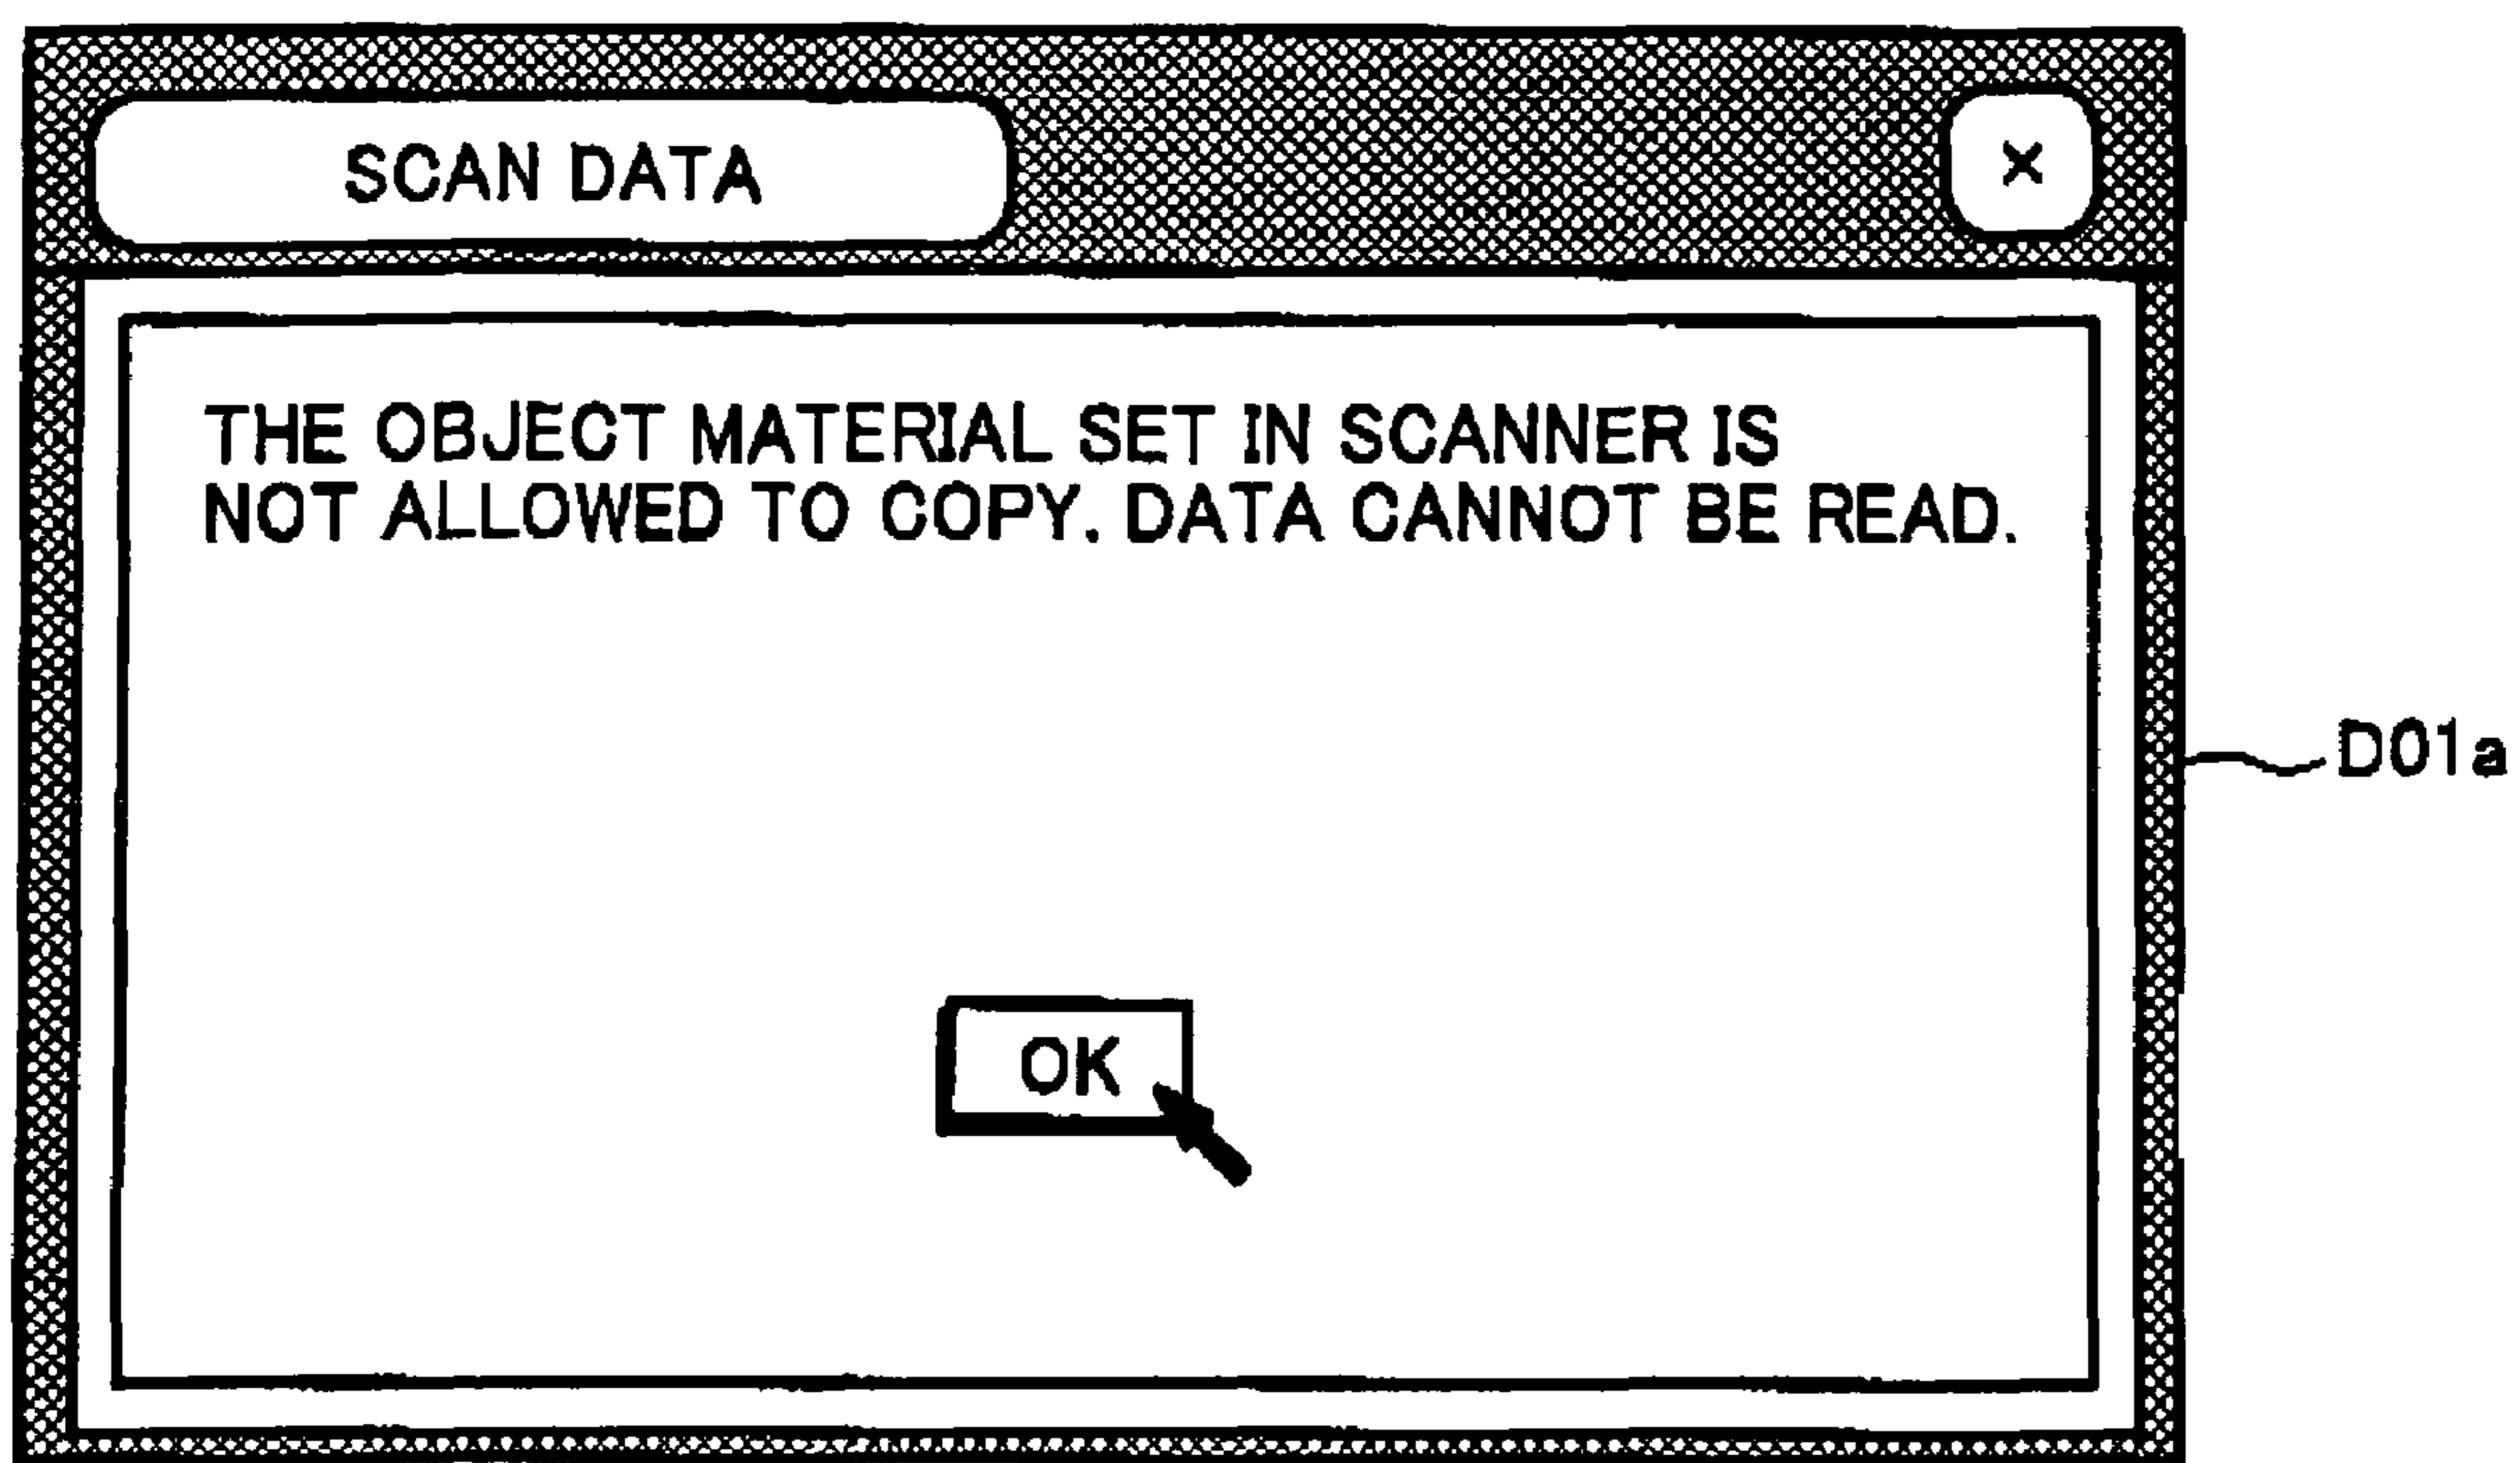 SCAN DATA
×
THE OBJECT MATERIAL SET IN SCANNER IS
NOT ALLOWED TO COPY. DATA CANNOT BE READ.
D01a
OK